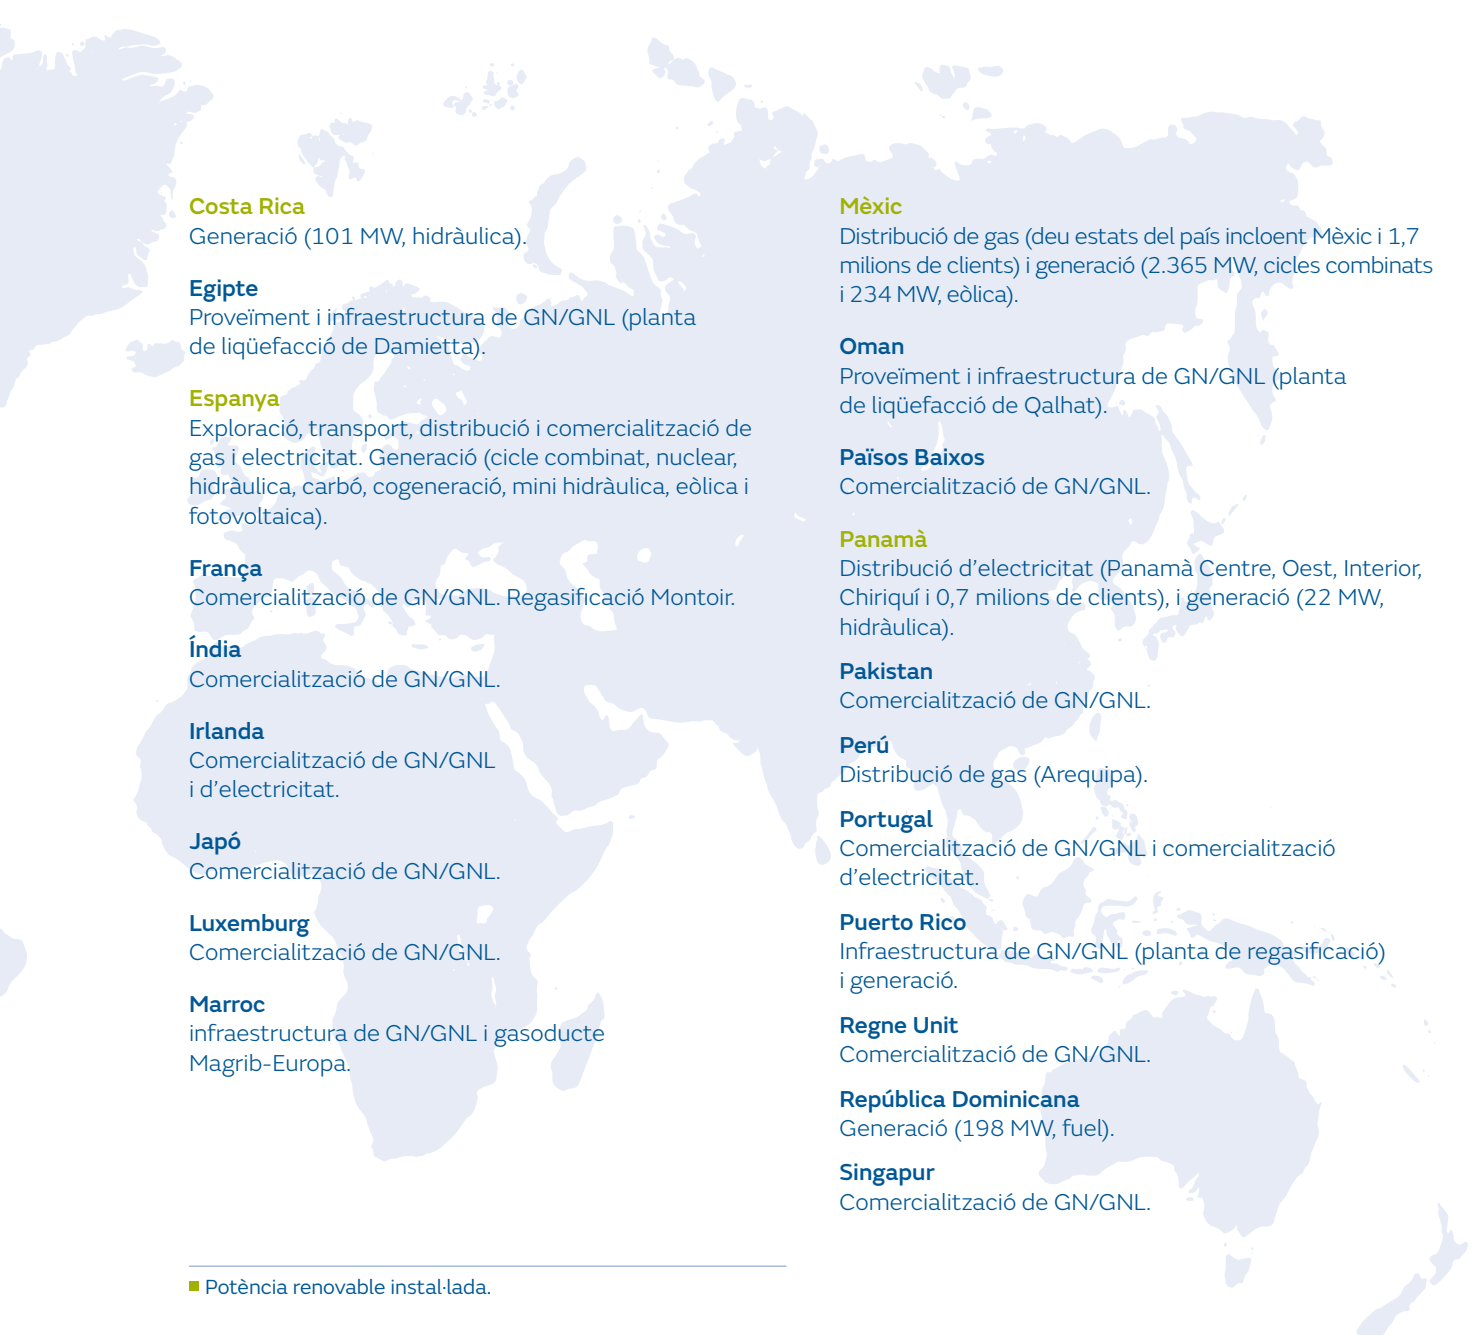 Costa Rica
Generació (101 MW, hidràulica).
Egipte
Proveïment i infraestructura de GN/GNL (planta
de liqüefacció de Damietta).
Espanya
Exploració, transport, distribució i comercialització de
gas i electricitat. Generació (cicle combinat, nuclear,
hidràulica, carbó, cogeneració, mini hidràulica, eòlica i
fotovoltaica).
França
Comercialització de GN/GNL. Regasificació Montoir.
Índia
Comercialització de GN/GNL.
Irlanda
Comercialització de GN/GNL
i d’electricitat.
Japó
Comercialització de GN/GNL.
Luxemburg
Comercialització de GN/GNL.
Marroc
infraestructura de GN/GNL i gasoducte
Magrib-Europa.
Mèxic
Distribució de gas (deu estats del país incloent Mèxic i 1,7
milions de clients) i generació (2.365 MW, cicles combinats
i 234 MW, eòlica).
Oman
Proveïment i infraestructura de GN/GNL (planta
de liqüefacció de Qalhat).
Països Baixos
Comercialització de GN/GNL.
Panamà
Distribució d’electricitat (Panamà Centre, Oest, Interior,
Chiriquí i 0,7 milions de clients), i generació (22 MW,
hidràulica).
Pakistan
Comercialització de GN/GNL.
Perú
Distribució de gas (Arequipa).
Portugal
Comercialització de GN/GNL i comercialització
d’electricitat.
Puerto Rico
Infraestructura de GN/GNL (planta de regasificació)
i generació.
Regne Unit
Comercialització de GN/GNL.
República Dominicana
Generació (198 MW, fuel).
Singapur
Comercialització de GN/GNL.
Potència renovable instal·lada.